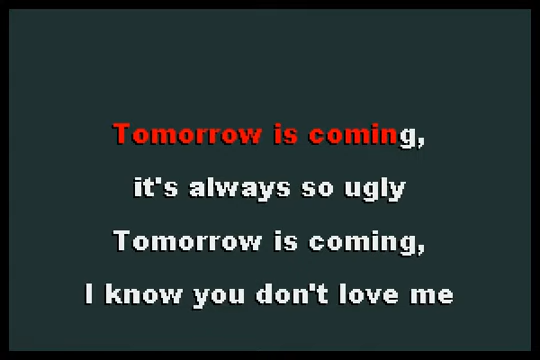 Tomorrow is coming,
it's always so ugly
Tomorrow is coming,
I know you don't love me